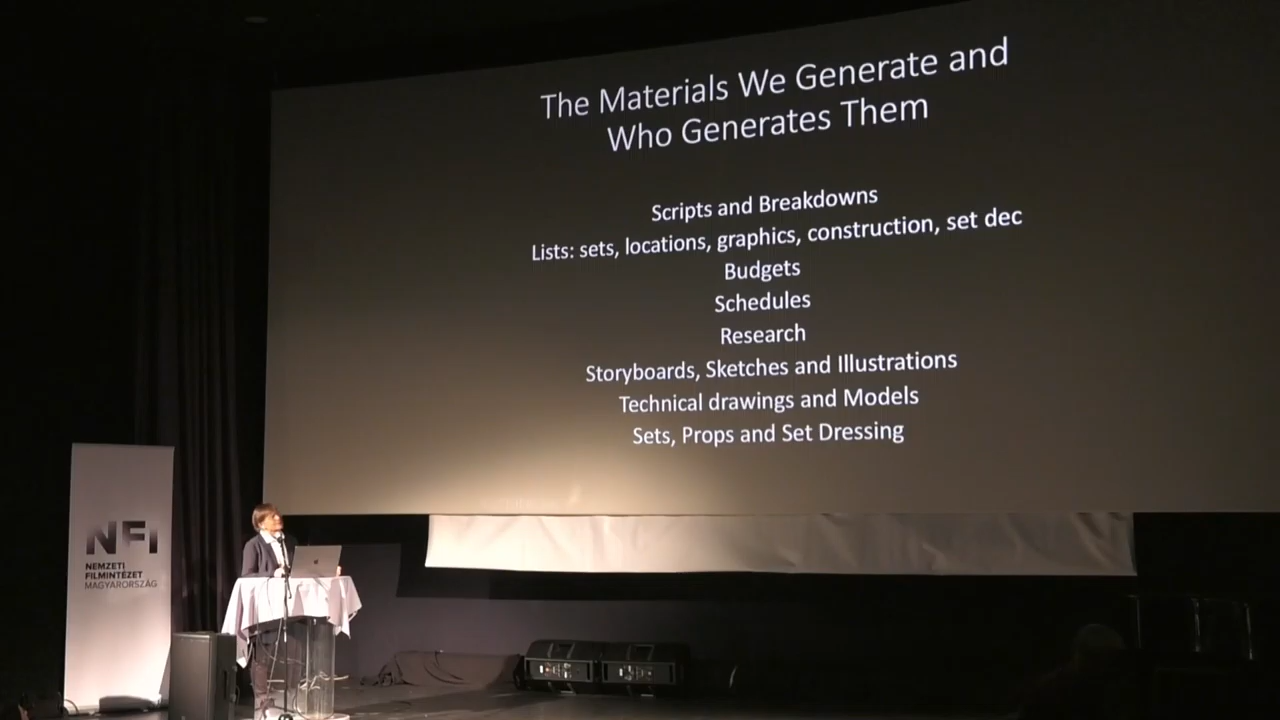 The Materials We Generate and
Who Generates Them
Scripts and Breakdowns
Lists: sets, locations, graphics, construction, set dec
Budgets
Schedules
Research
Storyboards, Sketches and Illustrations
Technical drawings and Models
Sets, Props and Set Dressing
NFI
NEMZETI
FILMINTÉZET
MAGYARORSZÁG